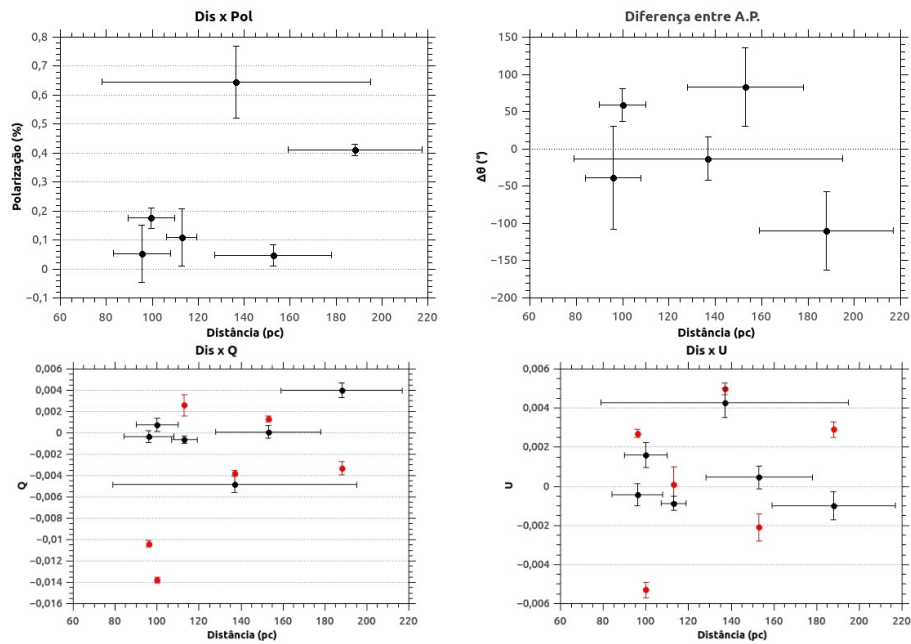 Dis x Pol
0,8
0,7
0,6
0,5
0,4
0,3
0,2
0,1
0
−0,1
Polarização (%)
60 80 100 120 140 160 180 200 220
Distância (pc)
Diferença entre A.P.
150
100
50
0
−50
−100
−150
−200
Δθ (°)
60 80 100 120 140 160 180 200 220
Distância (pc)
Dis x Q
0,006
0,004
0,002
0
−0,002
−0,004
−0,006
−0,008
−0,01
−0,012
−0,014
−0,016
Q
60 80 100 120 140 160 180 200 220
Distância (pc)
Dis x U
0,006
0,004
0,002
0
−0,002
−0,004
−0,006
U
60 80 100 120 140 160 180 200 220
Distância (pc)